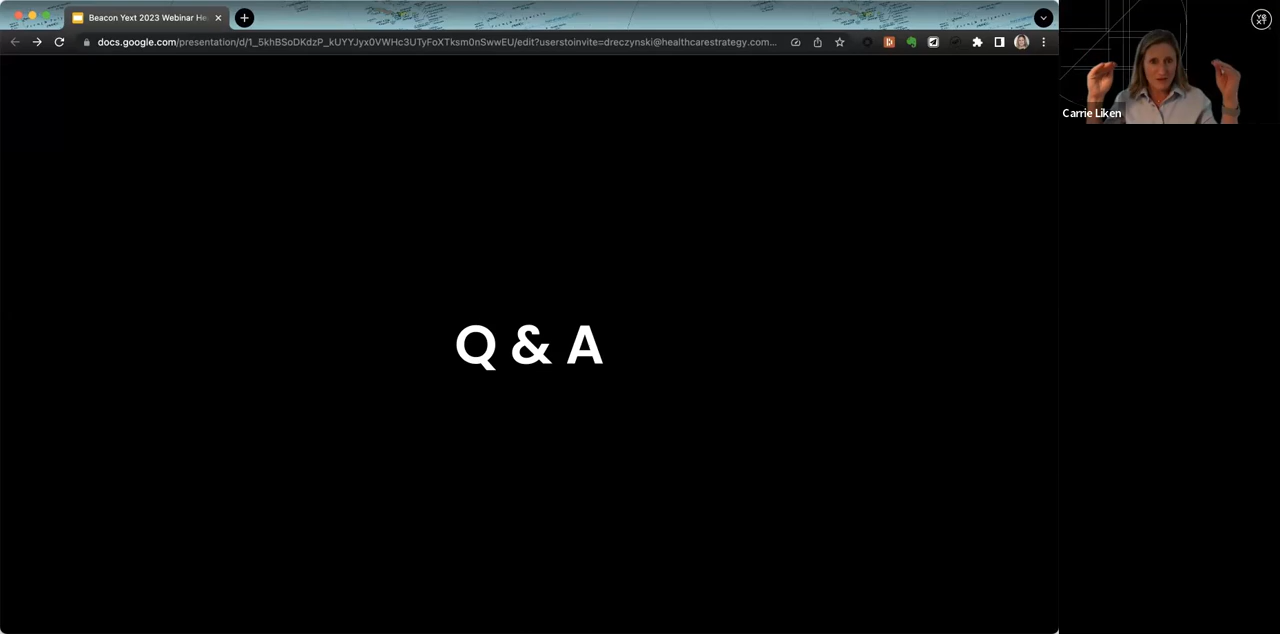 Beacon Yext 2023 Webinar He
docs.google.com/presentation/d/1_5khBSoDKdzP_kUYYJyx0VWHc3UTyFoXTksm0nSwwEU/edit?userstoinvite=dreczynski@healthcarestrategy.com...
Carrie Liken
Q & A